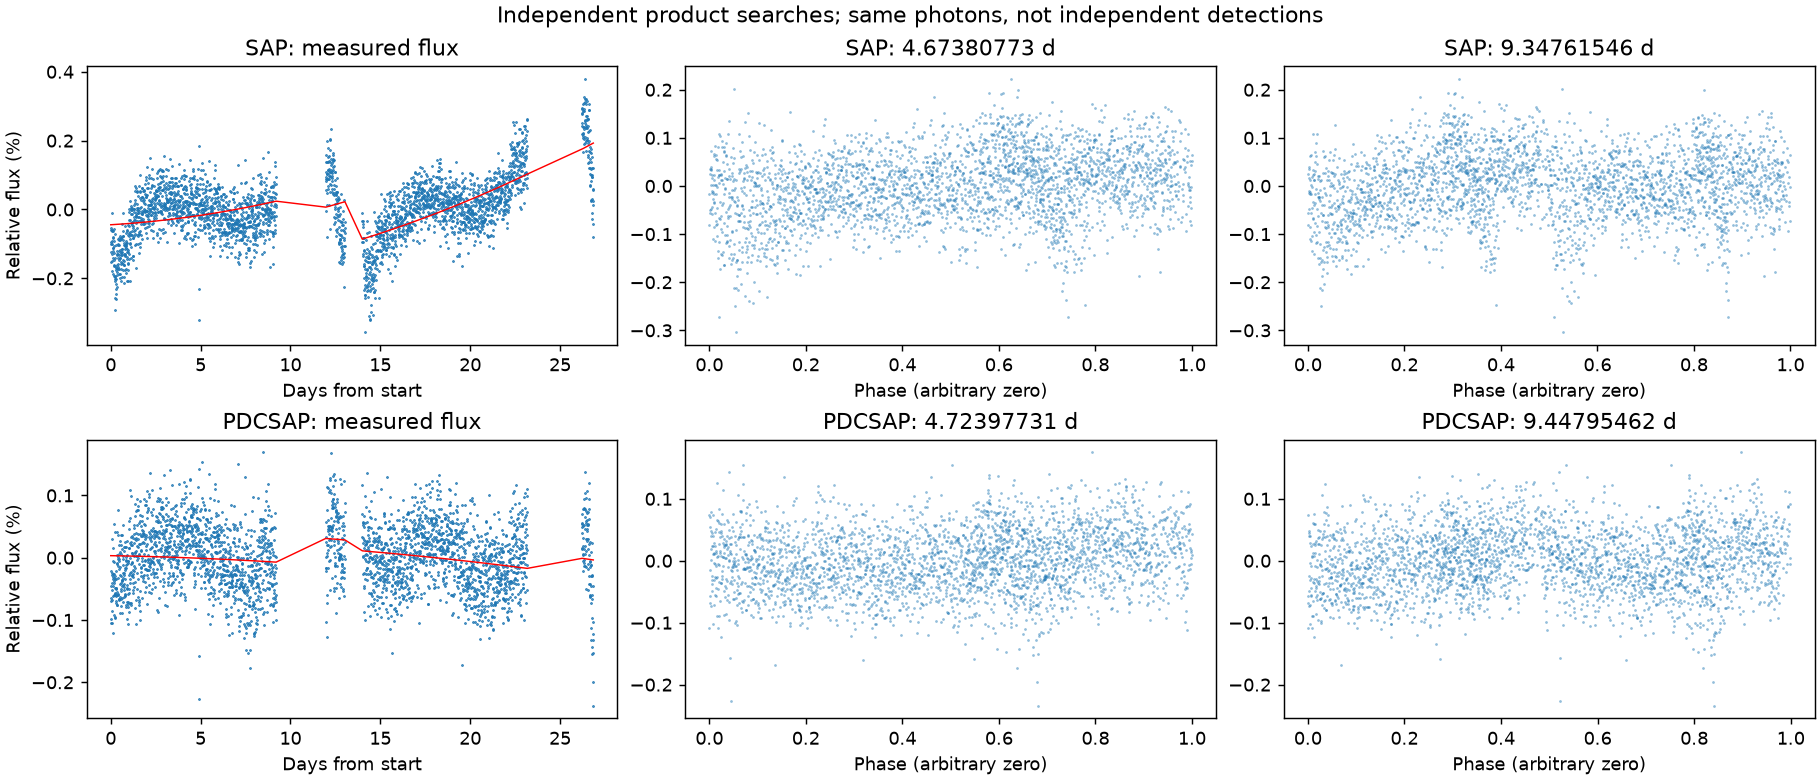 Independent product searches; same photons, not independent detections
SAP: measured flux
SAP: 4.67380773 d
SAP: 9.34761546 d
Relative flux (%)
0.4
0.2
0.0
−0.2
0.2
0.1
0.0
−0.1
−0.2
−0.3
0.2
0.1
0.0
−0.1
−0.2
−0.3
0 5 10 15 20 25
0.0 0.2 0.4 0.6 0.8 1.0
0.0 0.2 0.4 0.6 0.8 1.0
Days from start
Phase (arbitrary zero)
Phase (arbitrary zero)
PDCSAP: measured flux
PDCSAP: 4.72397731 d
PDCSAP: 9.44795462 d
Relative flux (%)
0.1
0.0
−0.1
−0.2
0.1
0.0
−0.1
−0.2
0.1
0.0
−0.1
−0.2
0 5 10 15 20 25
0.0 0.2 0.4 0.6 0.8 1.0
0.0 0.2 0.4 0.6 0.8 1.0
Days from start
Phase (arbitrary zero)
Phase (arbitrary zero)